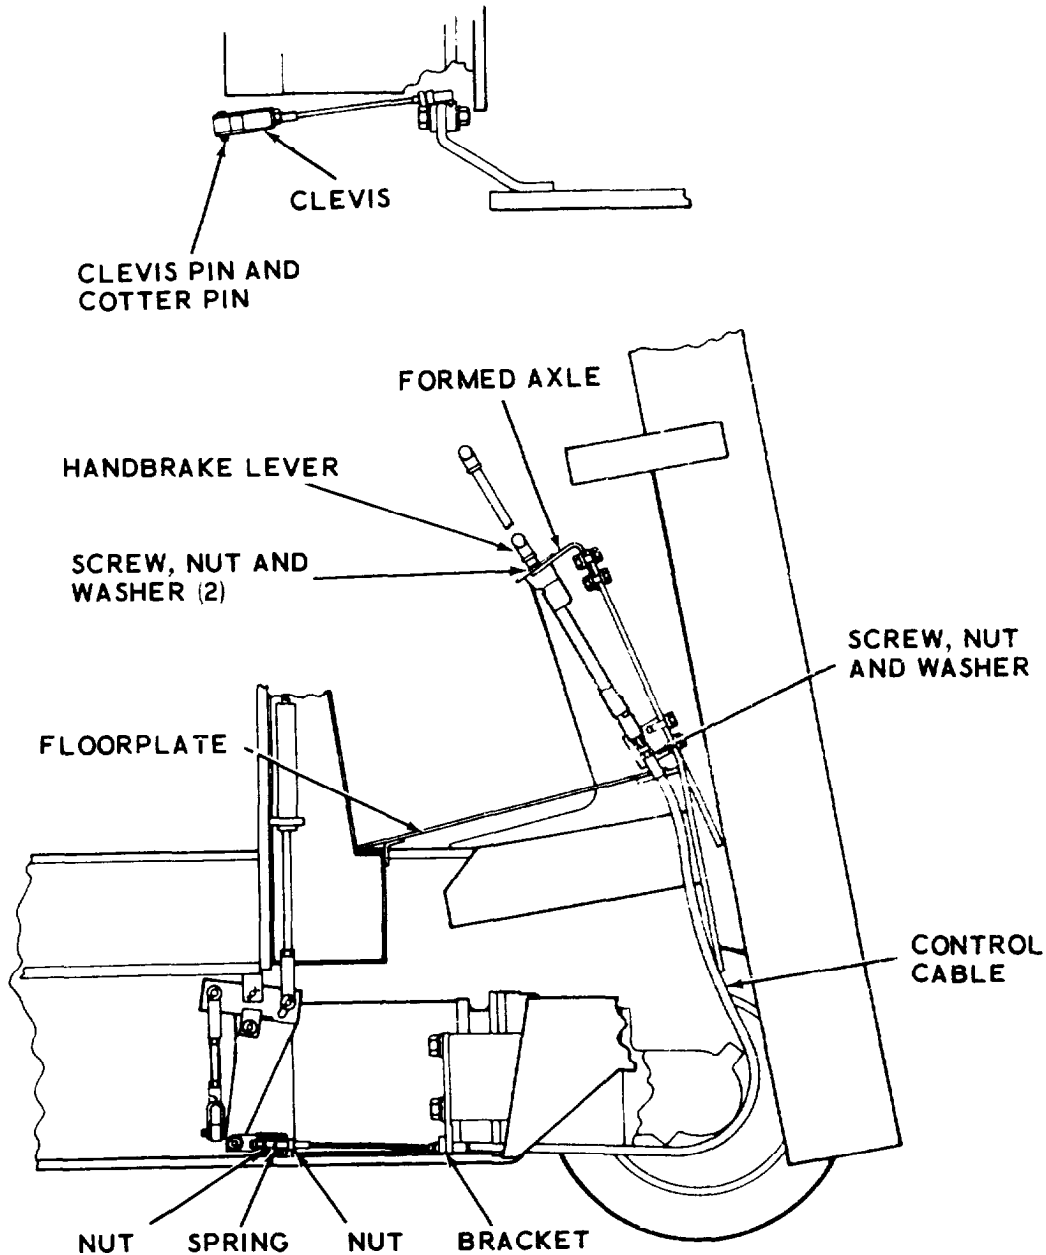 CLEVIS
CLEVIS PIN AND
COTTER PIN
FORMED AXLE
HANDBRAKE LEVER
SCREW, NUT AND
WASHER (2)
SCREW, NUT
AND WASHER
FLOORPLATE
CONTROL
CABLE
NUT SPRING NUT BRACKET